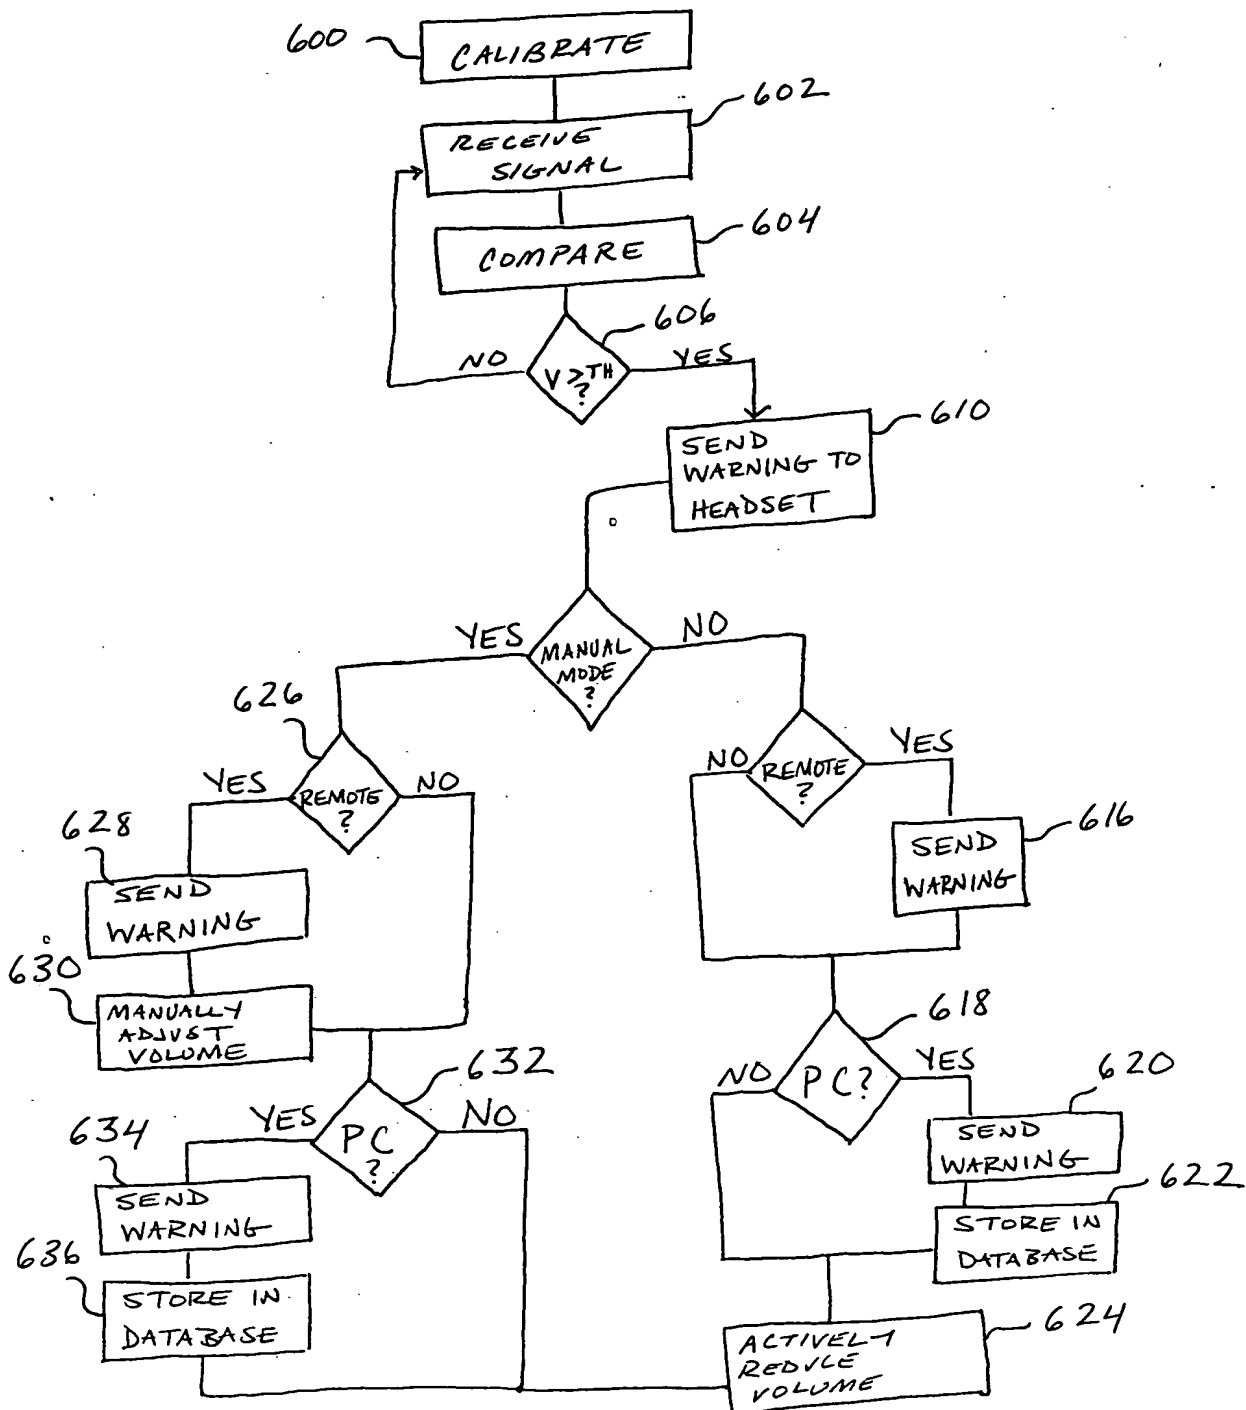 600
CALIBRATE
602
RECEIVE
SIGNAL
604
COMPARE
606
NO
V > TH
?
YES
610
SEND
WARNING TO
HEADSET
YES
MANUAL
MODE
?
NO
626
YES
REMOTE
?
NO
NO
REMOTE
?
YES
628
SEND
WARNING
616
SEND
WARNING
630
MANUALLY
ADJUST
VOLUME
618
NO
PC?
YES
632
YES
PC
?
NO
620
SEND
WARNING
634
SEND
WARNING
622
STORE IN
DATABASE
636
STORE IN
DATABASE
624
ACTIVELY
REDUCE
VOLUME